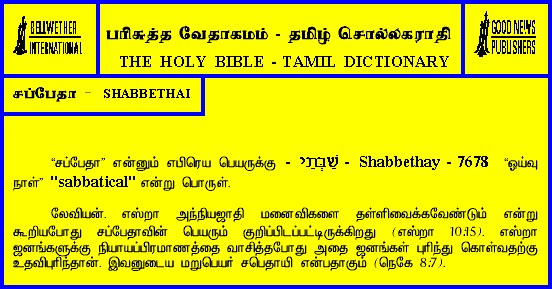 BELLWETHER
INTERNATIONAL
பரிசுத்த வேதாகமம் - தமிழ் சொல்லகராதி
THE HOLY BIBLE - TAMIL DICTIONARY
GOOD NEWS
PUBLISHERS
சப்பேதா - SHABBETHAI
“சப்பேதா” என்னும் எபிரெய பெயருக்கு - שַׁבְּתַי - Shabbethay - 7678 “ஓய்வு
நாள்” "sabbatical" என்று பொருள்.
லேவியன். எஸ்றா அந்நியஜாதி மனைவிகளை தள்ளிவைக்கவேண்டும் என்று
கூறியபோது சப்பேதாவின் பெயரும் குறிப்பிடப்பட்டிருக்கிறது (எஸ்றா 10:15). எஸ்றா
ஜனங்களுக்கு நியாயப்பிரமாணத்தை வாசித்தபோது அதை ஜனங்கள் புரிந்து கொள்வதற்கு
உதவிபுரிந்தான். இவனுடைய மறுபெயர் சபெதாயி என்பதாகும் (நெகே 8:7).